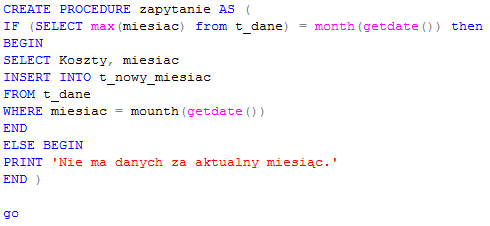 CREATE PROCEDURE zapytanie AS (
IF (SELECT max(miesiac) from t_dane) = month(getdate()) then
BEGIN
SELECT Koszty, miesiac
INSERT INTO t_nowy_miesiac
FROM t_dane
WHERE miesiac = mounth(getdate())
END
ELSE BEGIN
PRINT 'Nie ma danych za aktualny miesiąc.'
END )
go